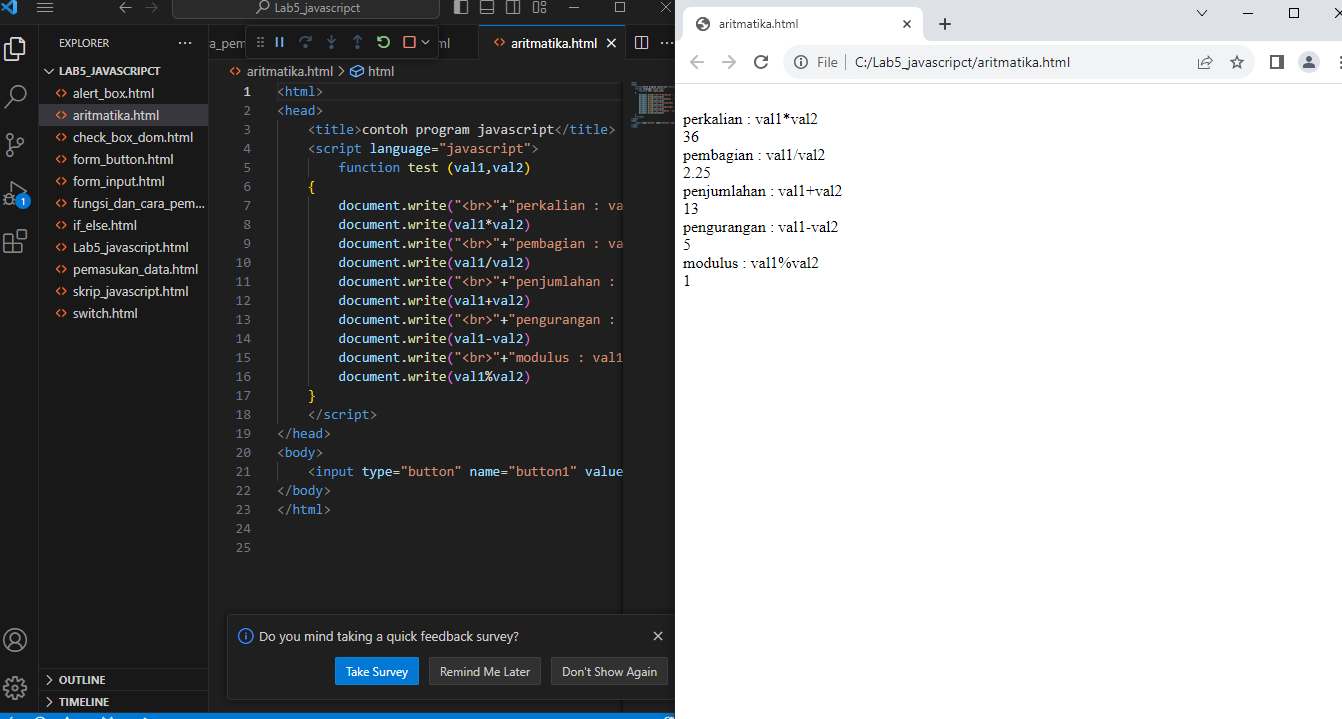 Lab5_javascripct
EXPLORER
LAB5_JAVASCRIPCT
alert_box.html
aritmatika.html
check_box_dom.html
form_button.html
form_input.html
fungsi_dan_cara_pem...
if_else.html
Lab5_javascript.html
pemasukan_data.html
skrip_javascript.html
switch.html
OUTLINE
TIMELINE
1
a_pem
ml
aritmatika.html
aritmatika.html > html
1 <html>
2 <head>
3 <title>contoh program javascript</title>
4 <script language="javascript">
5 function test (val1,val2)
6 {
7 document.write("<br>"+"perkalian : va
8 document.write(val1*val2)
9 document.write("<br>"+"pembagian : va
10 document.write(val1/val2)
11 document.write("<br>"+"penjumlahan :
12 document.write(val1+val2)
13 document.write("<br>"+"pengurangan :
14 document.write(val1-val2)
15 document.write("<br>"+"modulus : val1
16 document.write(val1%val2)
17 }
18 </script>
19 </head>
20 <body>
21 <input type="button" name="button1" value
22 </body>
23 </html>
24
25
Do you mind taking a quick feedback survey?
Take Survey
Remind Me Later
Don't Show Again
aritmatika.html
File
C:/Lab5_javascripct/aritmatika.html
perkalian : val1*val2
36
pembagian : val1/val2
2.25
penjumlahan : val1+val2
13
pengurangan : val1-val2
5
modulus : val1%val2
1